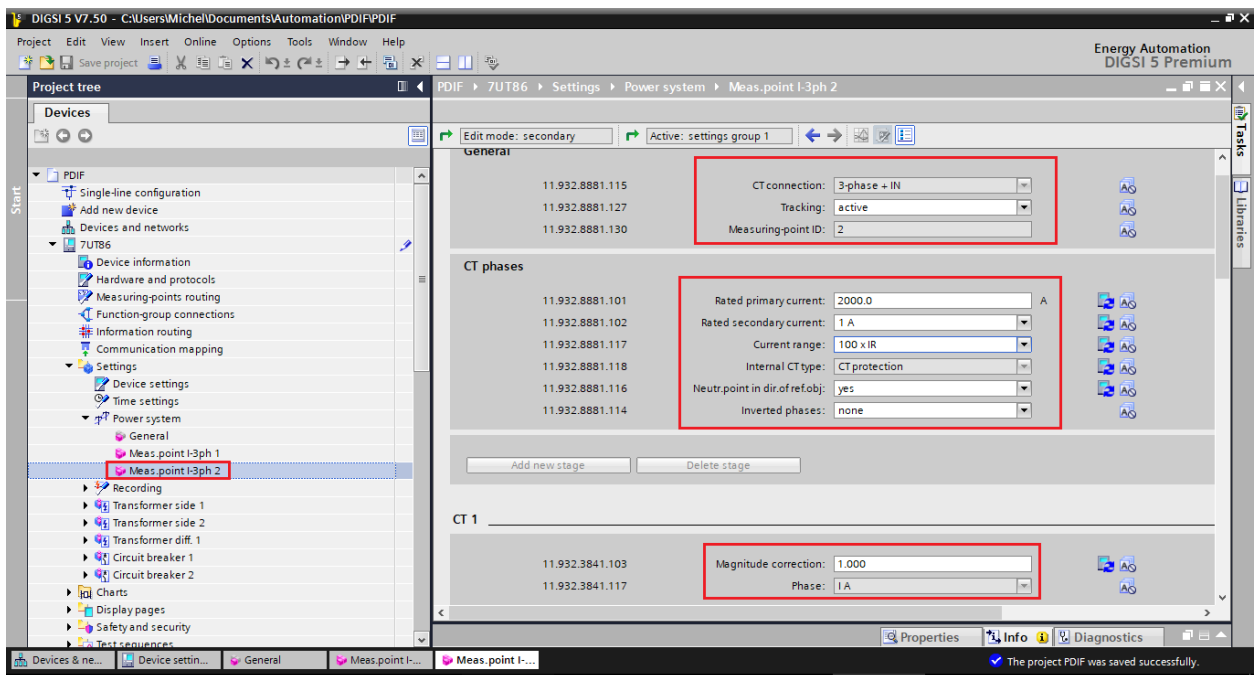 DIGSI 5 V7.50 - C:\Users\Michel\Documents\Automation\PDIF\PDIF
Project Edit View Insert Online Options Tools Window Help
Save project
Energy Automation
DIGSI 5 Premium
Start
Project tree
Devices
PDIF
Single-line configuration
Add new device
Devices and networks
7UT86
Device information
Hardware and protocols
Measuring-points routing
Function-group connections
Information routing
Communication mapping
Settings
Device settings
Time settings
Power system
General
Meas.point I-3ph 1
Meas.point I-3ph 2
Recording
Transformer side 1
Transformer side 2
Transformer diff. 1
Circuit breaker 1
Circuit breaker 2
Charts
Display pages
Safety and security
Test sequences
PDIF 7UT86 Settings Power system Meas.point I-3ph 2
Edit mode: secondary Active: settings group 1
General
11.932.8881.115 CT connection: 3-phase + IN
11.932.8881.127 Tracking: active
11.932.8881.130 Measuring-point ID: 2
CT phases
11.932.8881.101 Rated primary current: 2000.0 A
11.932.8881.102 Rated secondary current: 1 A
11.932.8881.117 Current range: 100 x IR
11.932.8881.118 Internal CT type: CT protection
11.932.8881.116 Neutr.point in dir.of ref.obj: yes
11.932.8881.114 Inverted phases: none
Add new stage Delete stage
CT 1
11.932.3841.103 Magnitude correction: 1.000
11.932.3841.117 Phase: I A
Tasks
Libraries
Properties Info Diagnostics
Devices & ne... Device settin... General Meas.point I-... Meas.point I-... The project PDIF was saved successfully.